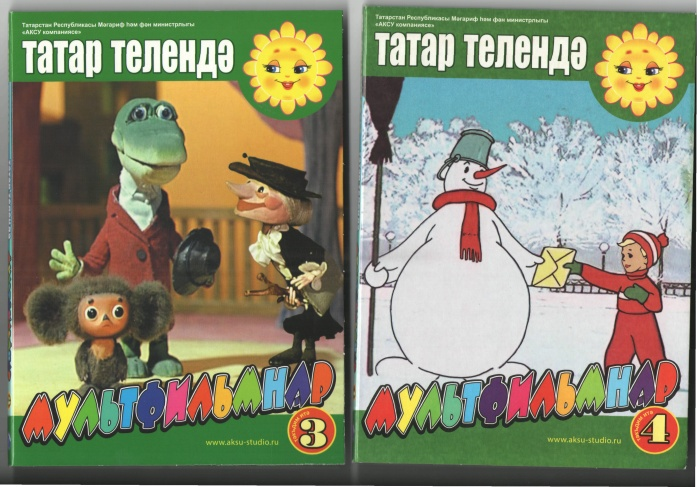 Татарстан Республикасы Мәгариф һәм фән министрлыгы
«АКСУ компаниясе»
татар телендә
МУЛЬТФИЛЬМНАР
3
www.aksu-studio.ru
Татарстан Республикасы Мәгариф һәм фән министрлыгы
«АКСУ компаниясе»
татар телендә
МУЛЬТФИЛЬМНАР
4
www.aksu-studio.ru